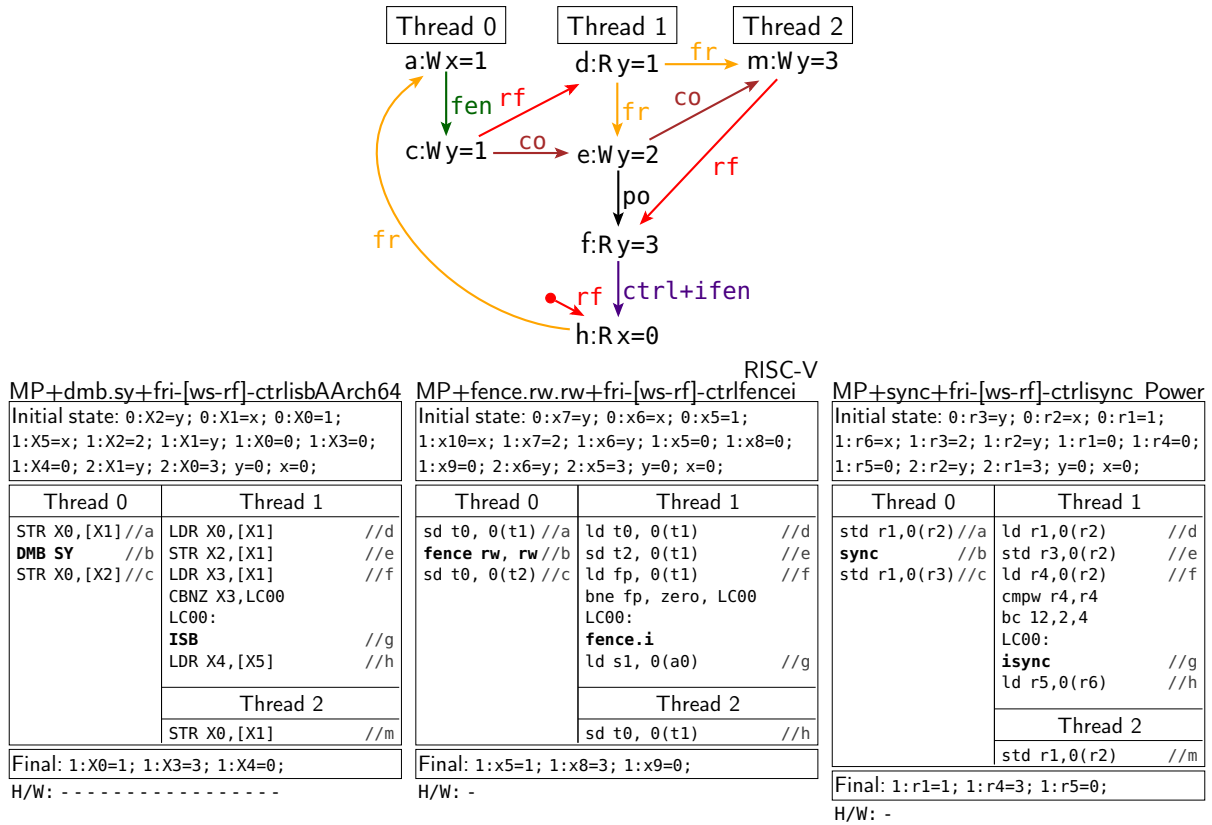 Thread 0 Thread 1 Thread 2
a:Wx=1 d:Ry=1 fr m:Wy=3
fen rf fr co
c:Wy=1 co e:Wy=2 rf
po
fr f:Ry=3
rf ctrl+ifen
h:Rx=0
MP+dmb.sy+fri-[ws-rf]-ctrlisbAArch64
Initial state: 0:X2=y; 0:X1=x; 0:X0=1;
1:X5=x; 1:X2=2; 1:X1=y; 1:X0=0; 1:X3=0;
1:X4=0; 2:X1=y; 2:X0=3; y=0; x=0;
Thread 0 Thread 1
STR X0,[X1]//a LDR X0,[X1] //d
DMB SY //b STR X2,[X1] //e
STR X0,[X2]//c LDR X3,[X1] //f
CBNZ X3,LC00
LC00:
ISB //g
LDR X4,[X5] //h
Thread 2
STR X0,[X1] //m
Final: 1:X0=1; 1:X3=3; 1:X4=0;
H/W: - - - - - - - - - - - - - - - - -
RISC-V
MP+fence.rw.rw+fri-[ws-rf]-ctrlfencei
Initial state: 0:x7=y; 0:x6=x; 0:x5=1;
1:x10=x; 1:x7=2; 1:x6=y; 1:x5=0; 1:x8=0;
1:x9=0; 2:x6=y; 2:x5=3; y=0; x=0;
Thread 0 Thread 1
sd t0, 0(t1) //a ld t0, 0(t1) //d
fence rw, rw //b sd t2, 0(t1) //e
sd t0, 0(t2) //c ld fp, 0(t1) //f
bne fp, zero, LC00
LC00:
fence.i
ld s1, 0(a0) //g
Thread 2
sd t0, 0(t1) //h
Final: 1:x5=1; 1:x8=3; 1:x9=0;
H/W: -
MP+sync+fri-[ws-rf]-ctrlisync Power
Initial state: 0:r3=y; 0:r2=x; 0:r1=1;
1:r6=x; 1:r3=2; 1:r2=y; 1:r1=0; 1:r4=0;
1:r5=0; 2:r2=y; 2:r1=3; y=0; x=0;
Thread 0 Thread 1
std r1,0(r2) //a ld r1,0(r2) //d
sync //b std r3,0(r2) //e
std r1,0(r3)//c ld r4,0(r2) //f
cmpw r4,r4
bc 12,2,4
LC00:
isync //g
ld r5,0(r6) //h
Thread 2
std r1,0(r2) //m
Final: 1:r1=1; 1:r4=3; 1:r5=0;
H/W: -